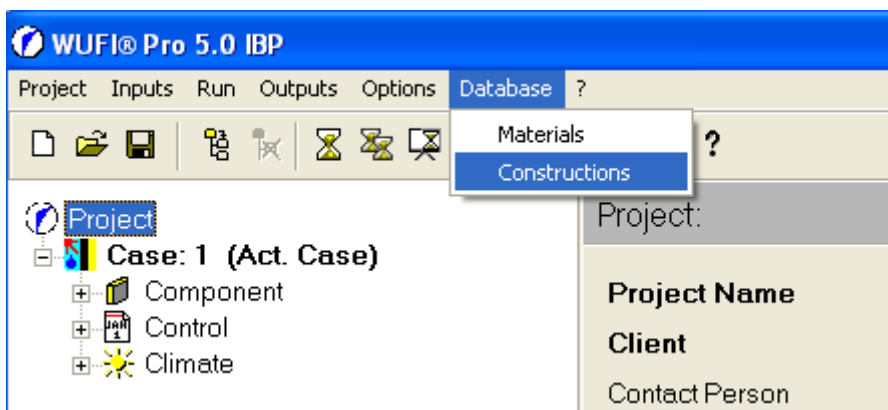 WUFI® Pro 5.0 IBP
Project Inputs Run Outputs Options Database ?
Materials
Constructions
?
Project
Case: 1 (Act. Case)
Component
Control
Climate
Project:
Project Name
Client
Contact Person